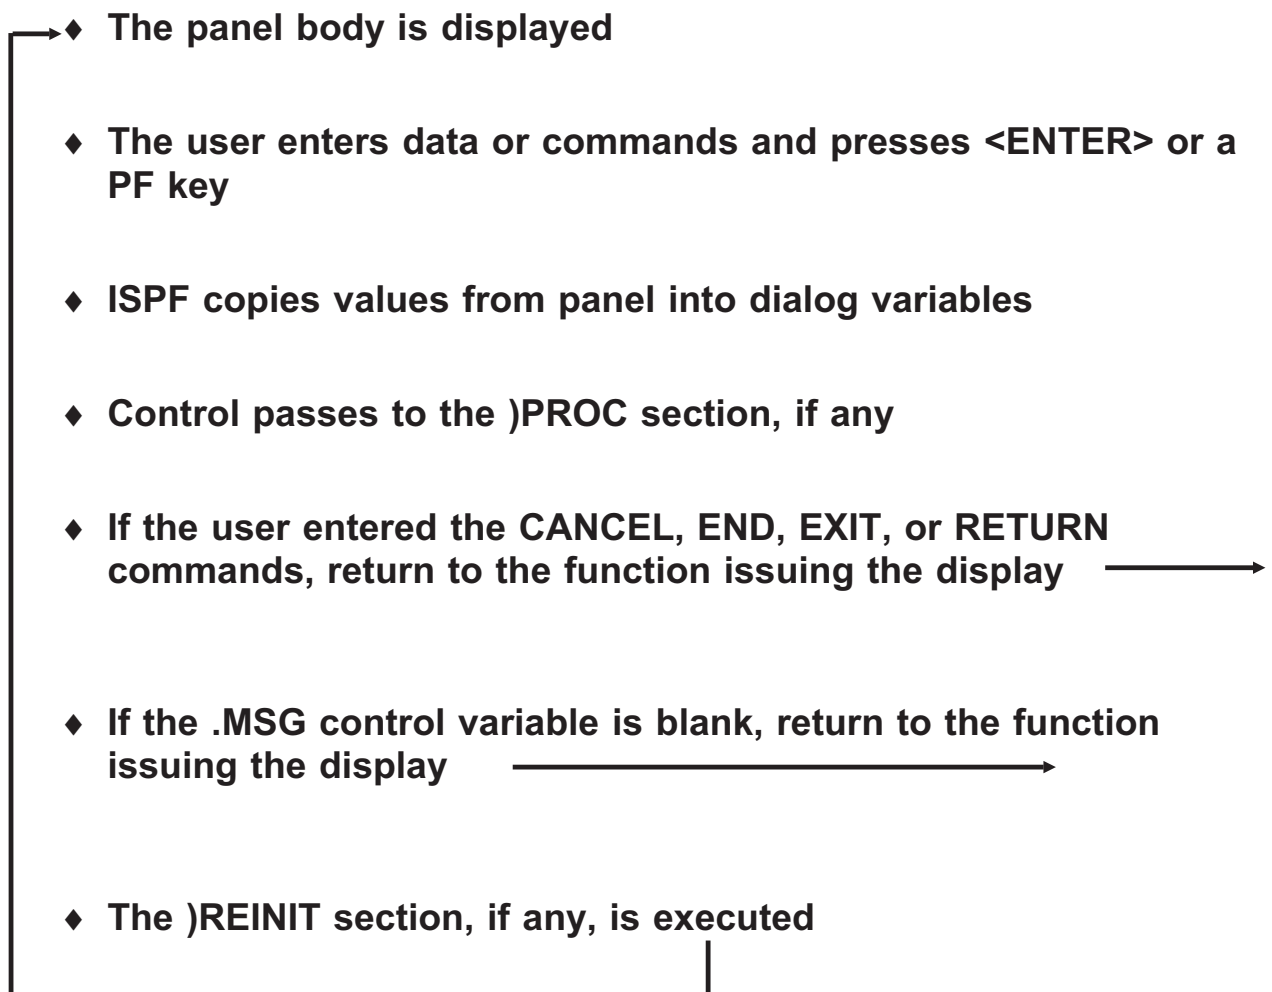 ♦ The panel body is displayed
♦ The user enters data or commands and presses <ENTER> or a
PF key
♦ ISPF copies values from panel into dialog variables
♦ Control passes to the )PROC section, if any
♦ If the user entered the CANCEL, END, EXIT, or RETURN
commands, return to the function issuing the display
♦ If the .MSG control variable is blank, return to the function
issuing the display
♦ The )REINIT section, if any, is executed